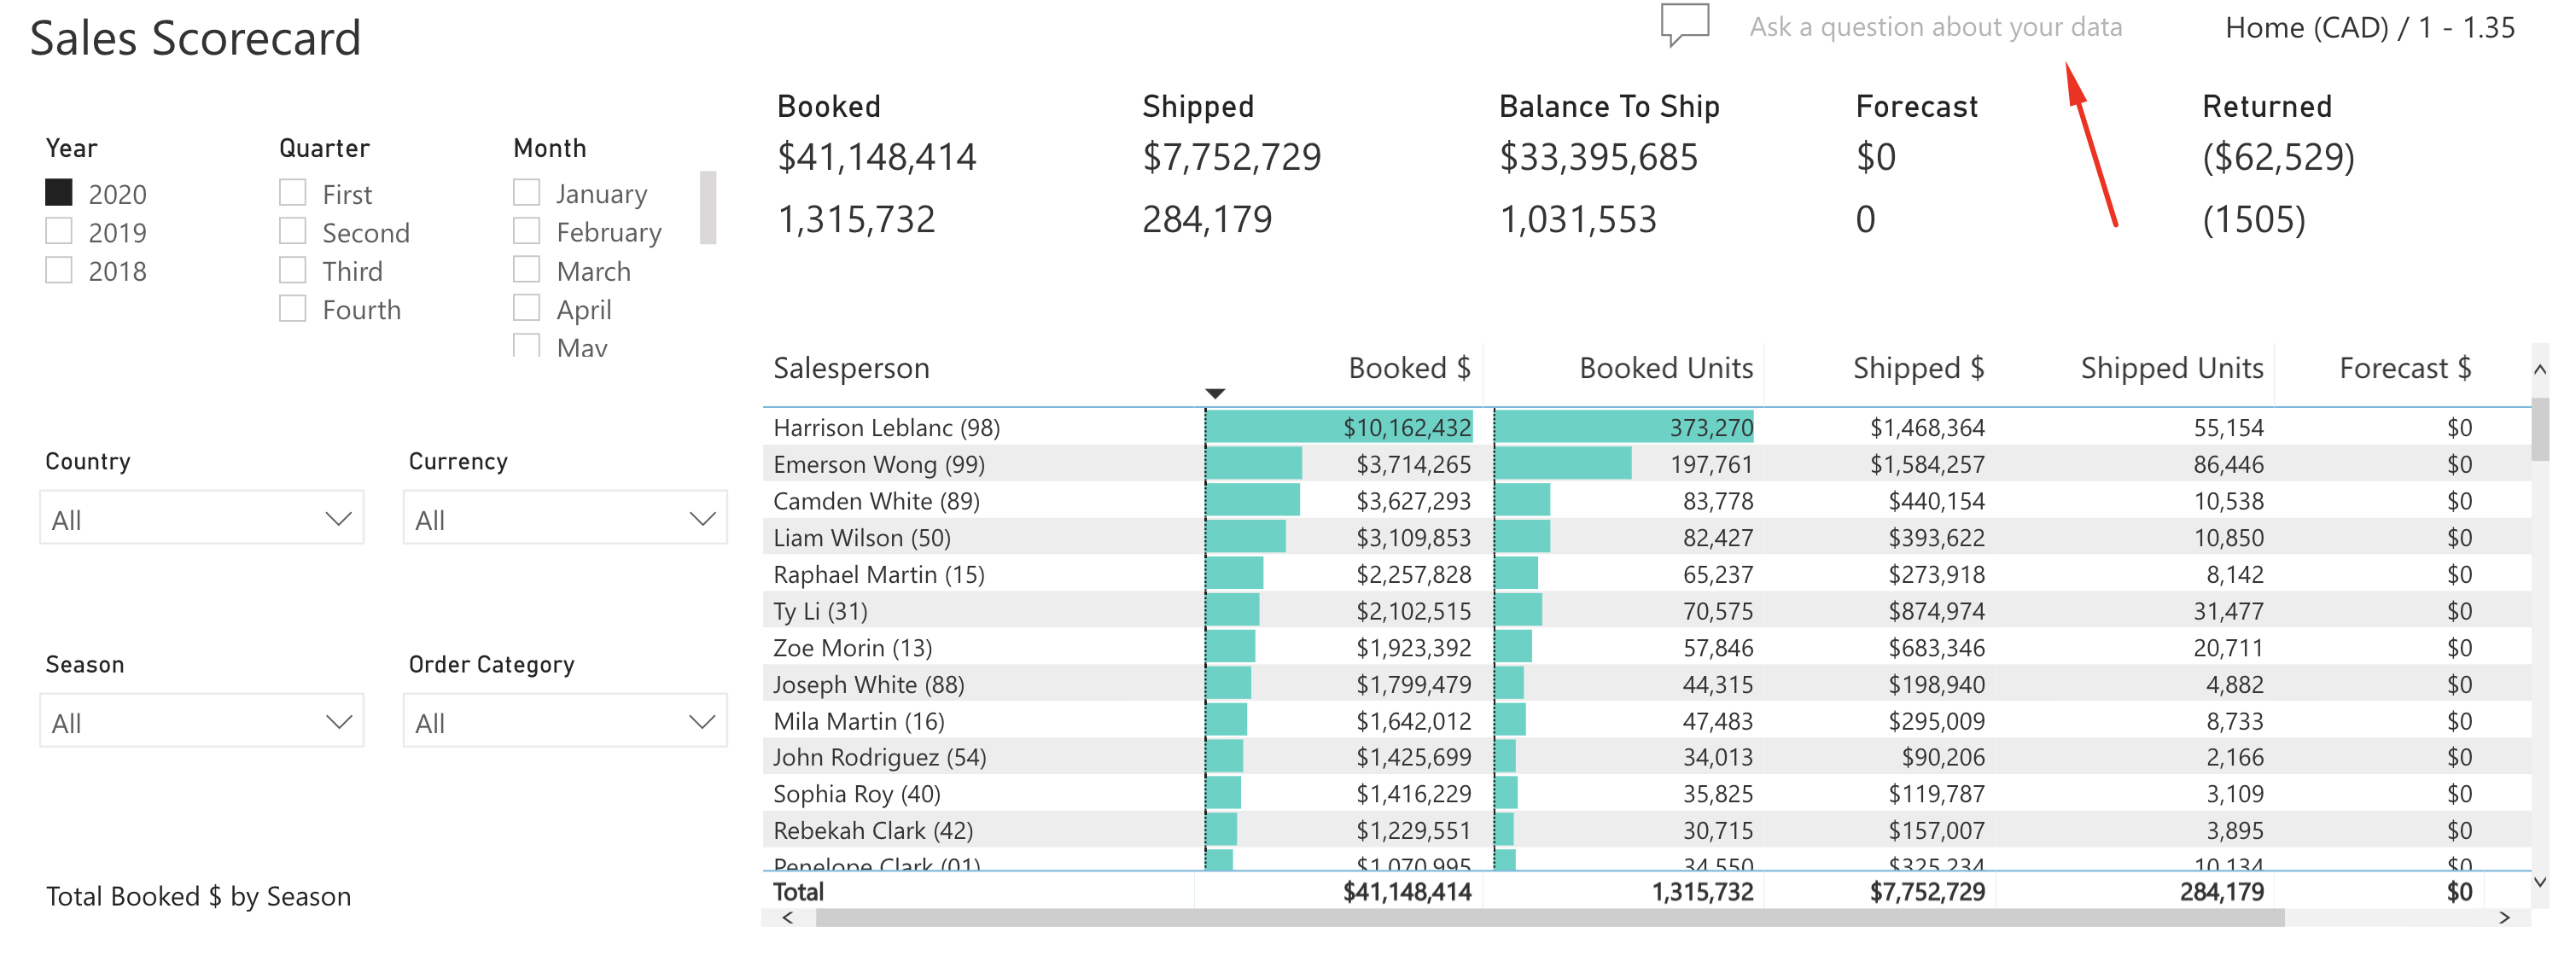 Sales Scorecard
Ask a question about your data
Home (CAD) / 1 - 1.35
Booked Shipped Balance To Ship Forecast Returned
$41,148,414 $7,752,729 $33,395,685 $0 ($62,529)
1,315,732 284,179 1,031,553 0 (1505)
Year Quarter Month
2020 First January
2019 Second February
2018 Third March
Fourth April
May
Country Currency
All All
Season Order Category
All All
Total Booked $ by Season
Salesperson Booked $ Booked Units Shipped $ Shipped Units Forecast $
Harrison Leblanc (98) $10,162,432 373,270 $1,468,364 55,154 $0
Emerson Wong (99) $3,714,265 197,761 $1,584,257 86,446 $0
Camden White (89) $3,627,293 83,778 $440,154 10,538 $0
Liam Wilson (50) $3,109,853 82,427 $393,622 10,850 $0
Raphael Martin (15) $2,257,828 65,237 $273,918 8,142 $0
Ty Li (31) $2,102,515 70,575 $874,974 31,477 $0
Zoe Morin (13) $1,923,392 57,846 $683,346 20,711 $0
Joseph White (88) $1,799,479 44,315 $198,940 4,882 $0
Mila Martin (16) $1,642,012 47,483 $295,009 8,733 $0
John Rodriguez (54) $1,425,699 34,013 $90,206 2,166 $0
Sophia Roy (40) $1,416,229 35,825 $119,787 3,109 $0
Rebekah Clark (42) $1,229,551 30,715 $157,007 3,895 $0
Penelope Clark (01) $1,070,995 34,550 $325,234 10,134 $0
Total $41,148,414 1,315,732 $7,752,729 284,179 $0